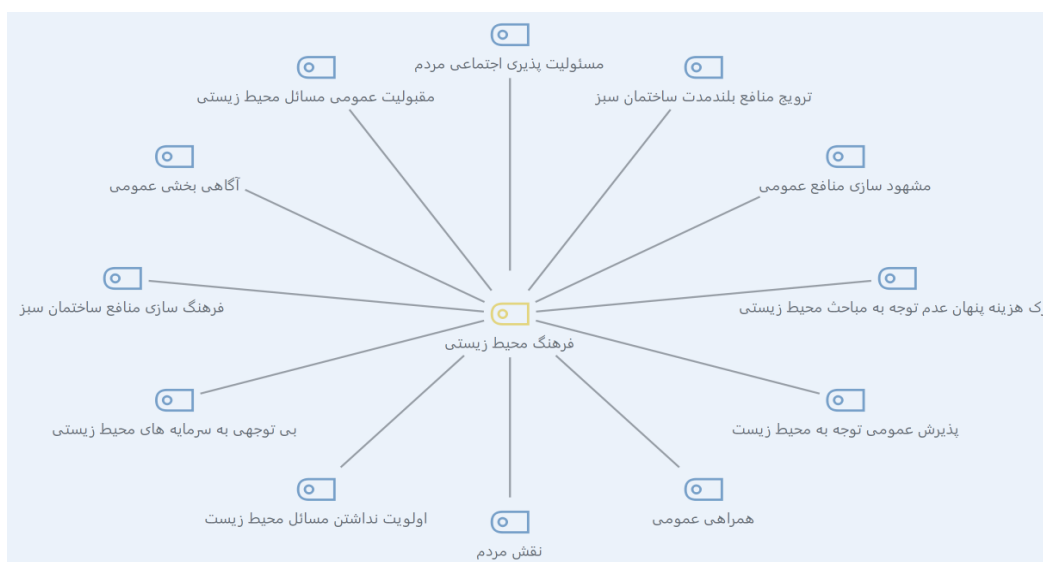 مسئولیت پذیری اجتماعی مردم
ترویج منافع بلندمدت ساختمان سبز
مقبولیت عمومی مسائل محیط زیستی
مشهود سازی منافع عمومی
آگاهی بخشی عمومی
هزینه پنهان عدم توجه به مباحث محیط زیستی
فرهنگ سازی منافع ساختمان سبز
فرهنگ محیط زیستی
پذیرش عمومی توجه به محیط زیست
بی توجهی به سرمایه های محیط زیستی
همراهی عمومی
اولویت نداشتن مسائل محیط زیست
نقش مردم